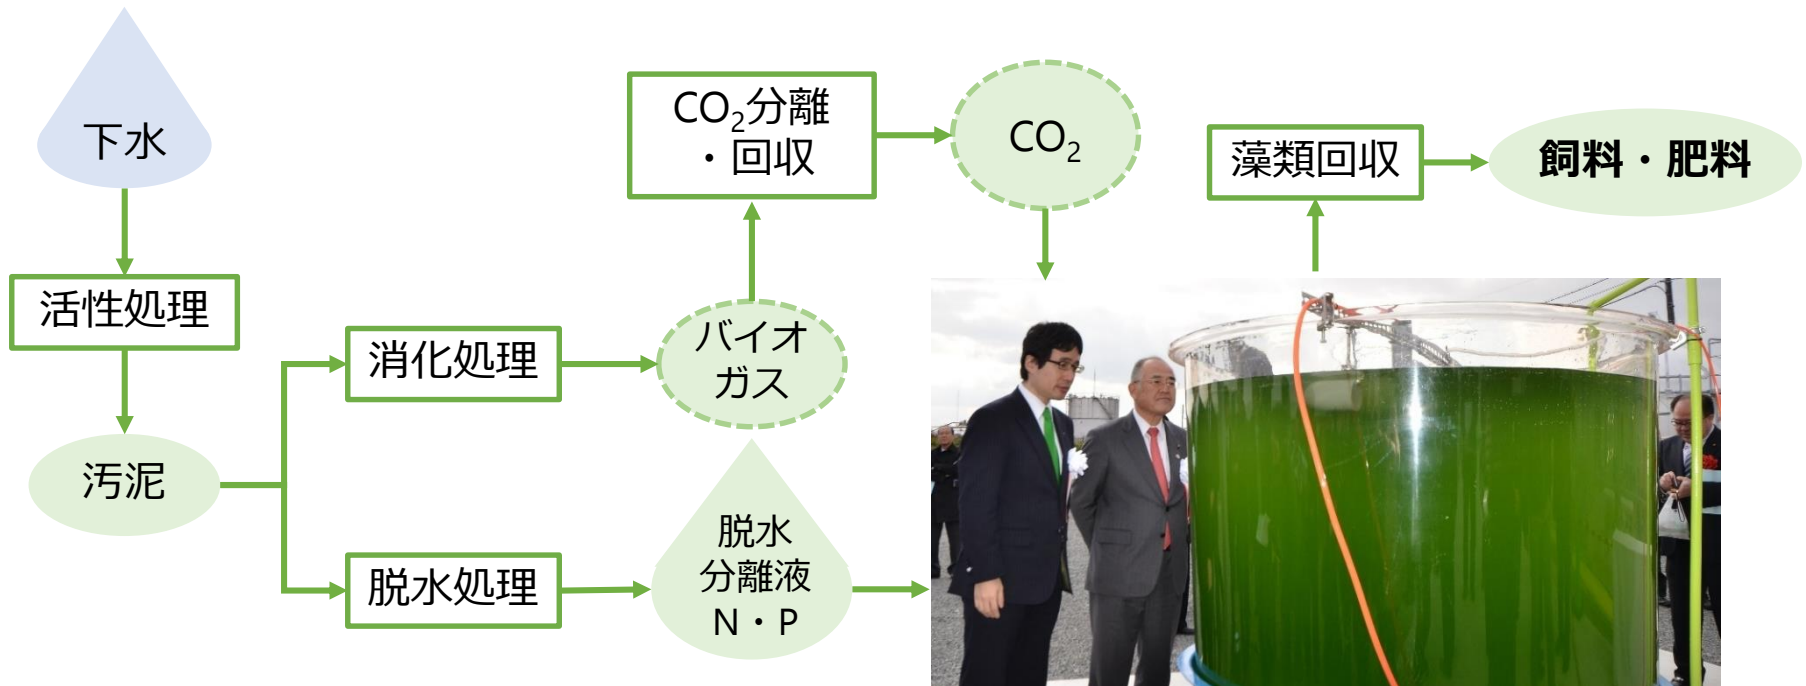 下水
活性処理
汚泥
消化処理
脱水処理
バイオ
ガス
脱水
分離液
N・P
CO₂分離
・回収
CO₂
藻類回収
飼料・肥料